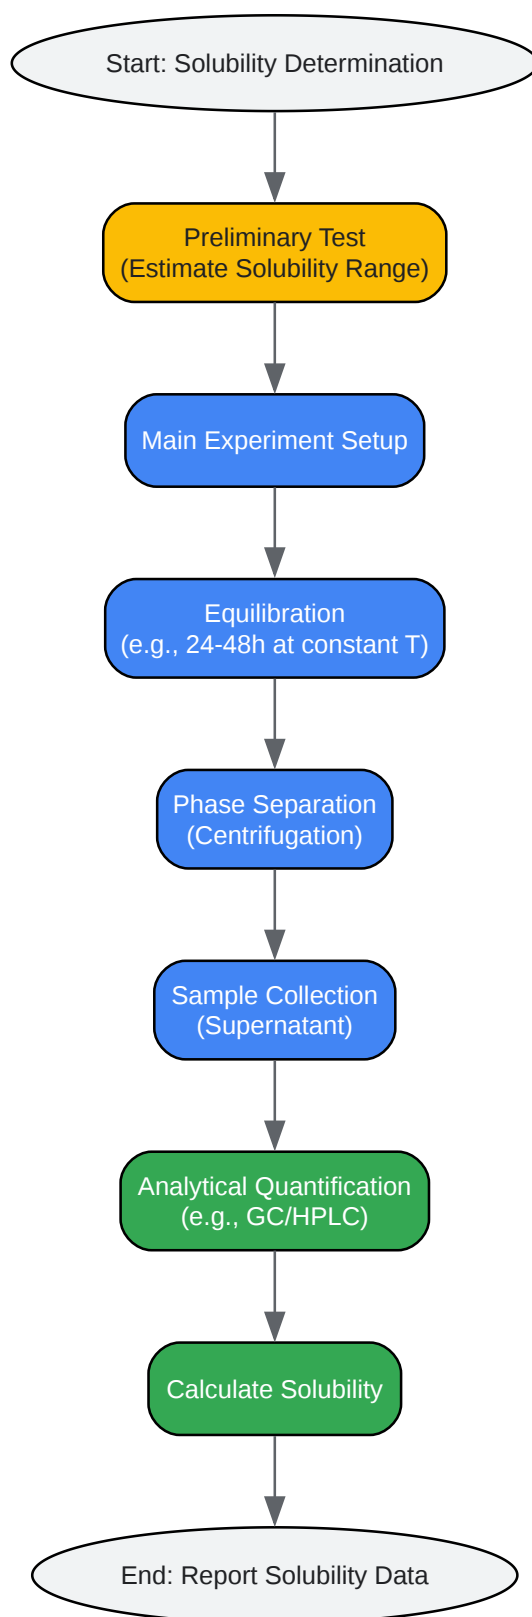 Start: Solubility Determination
Preliminary Test
(Estimate Solubility Range)
Main Experiment Setup
Equilibration
(e.g., 24-48h at constant T)
Phase Separation
(Centrifugation)
Sample Collection
(Supernatant)
Analytical Quantification
(e.g., GC/HPLC)
Calculate Solubility
End: Report Solubility Data